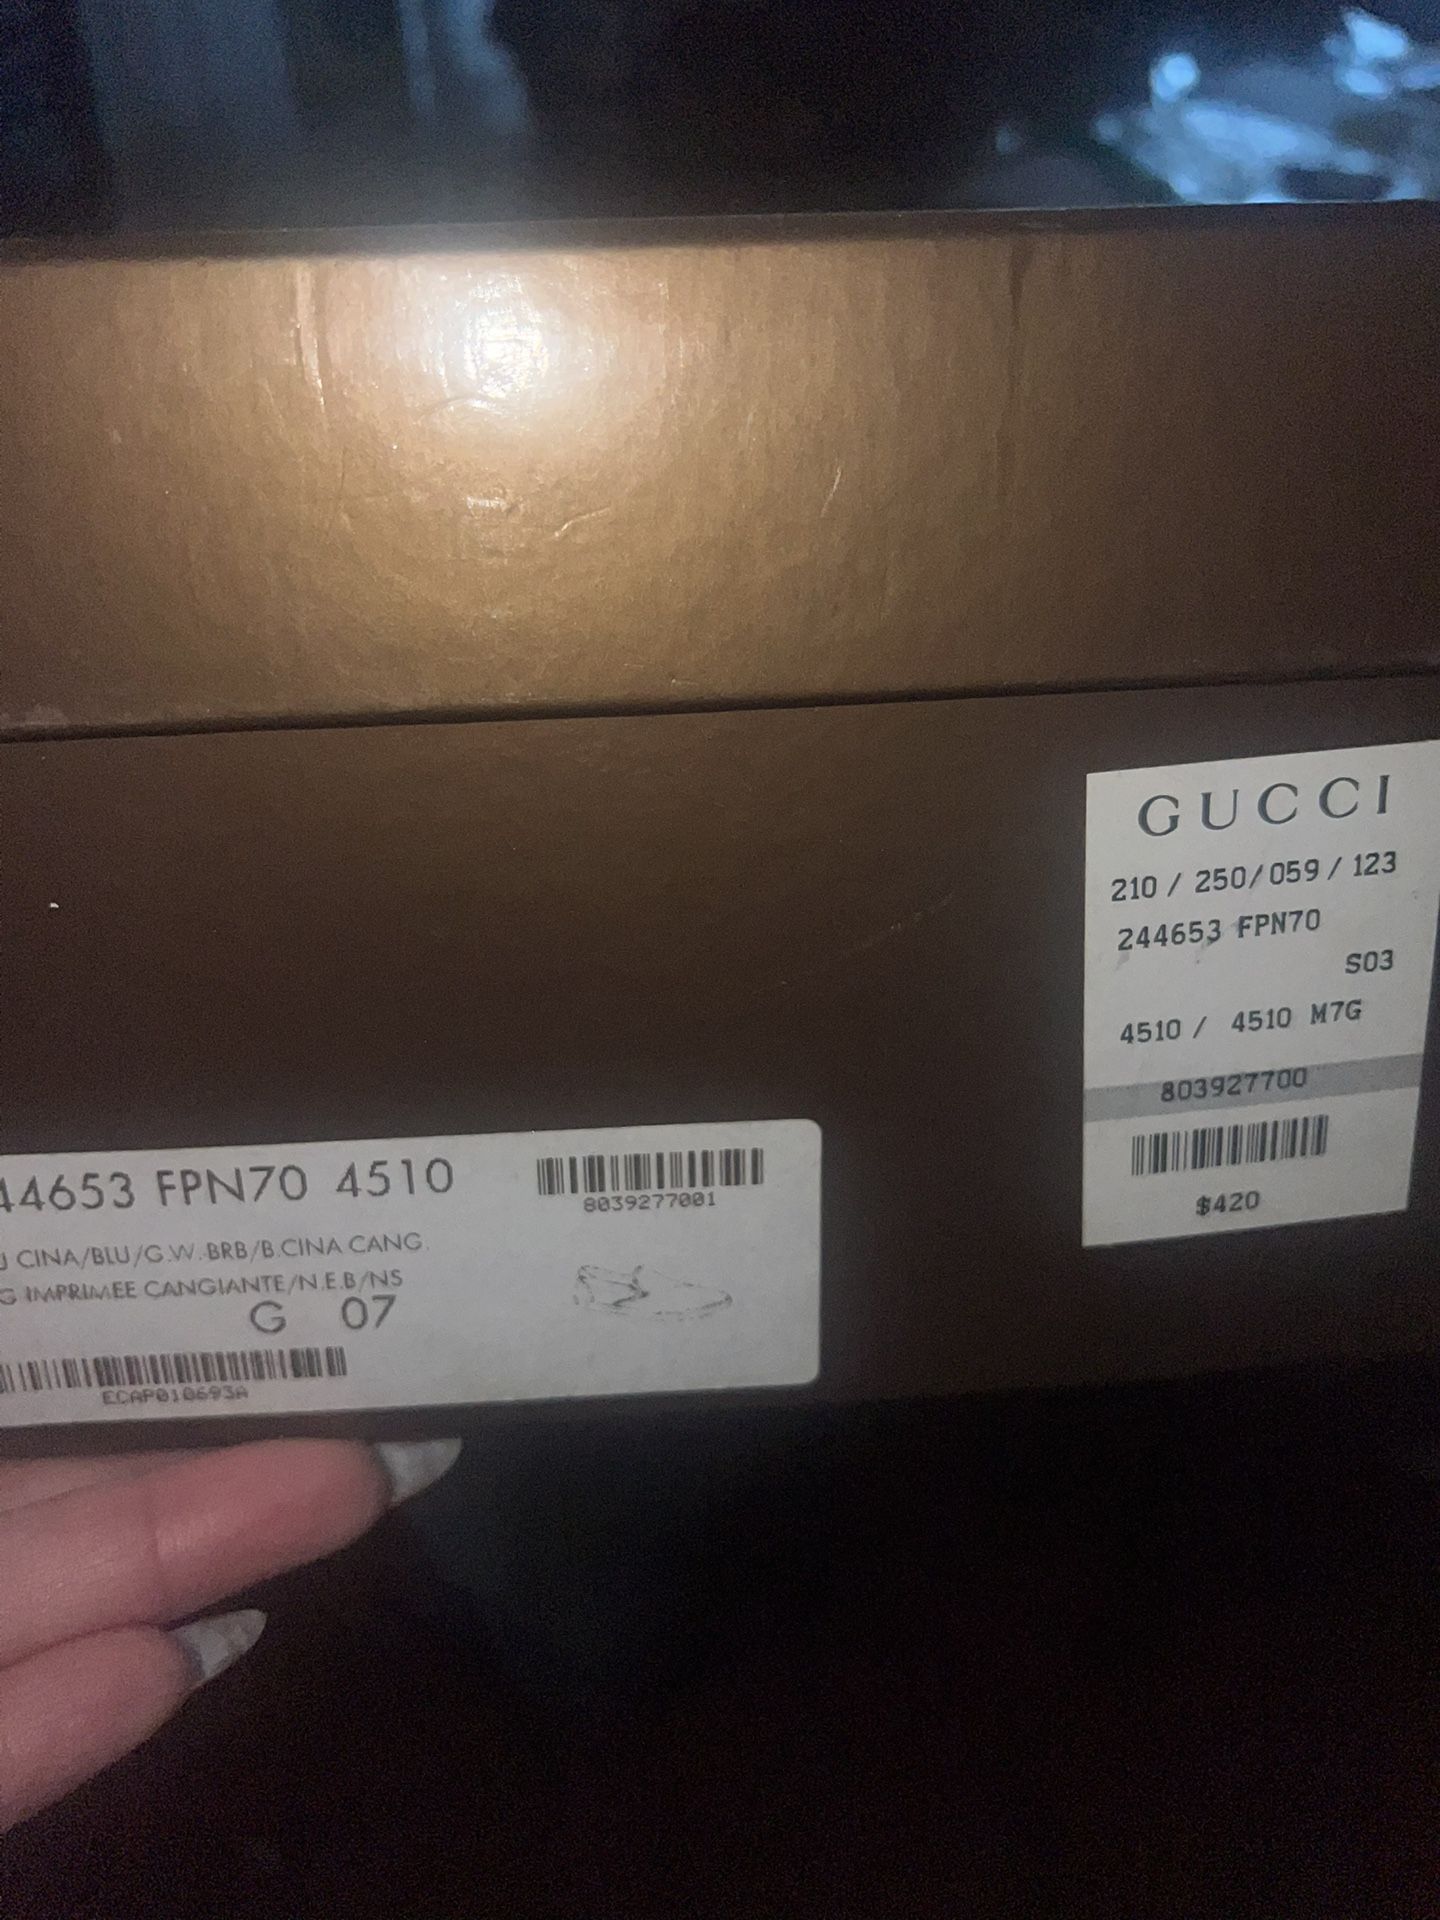 GUCCI
210 / 250/059 / 123
244653 FPN70
S03
4510 / 4510 M7G
803927700
$420
44653 FPN70 4510
8039277001
CINA/BLU/G.W.BRB/B.CINA CANG.
G IMPRIMEE CANGIANTE/N.E.B/NS
G 07
ECAP010693A